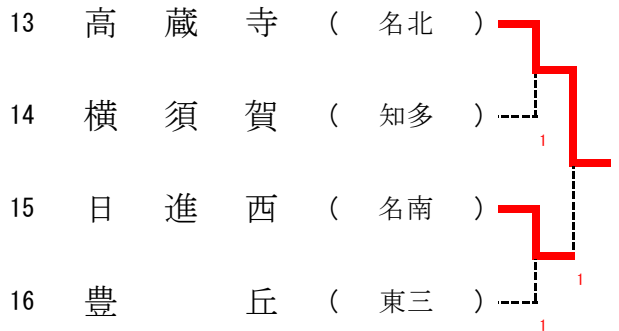 13 高蔵寺 ( 名北 )
14 横須賀 ( 知多 )
1
15 日進西 ( 名南 )
1
16 豊丘 ( 東三 )
1